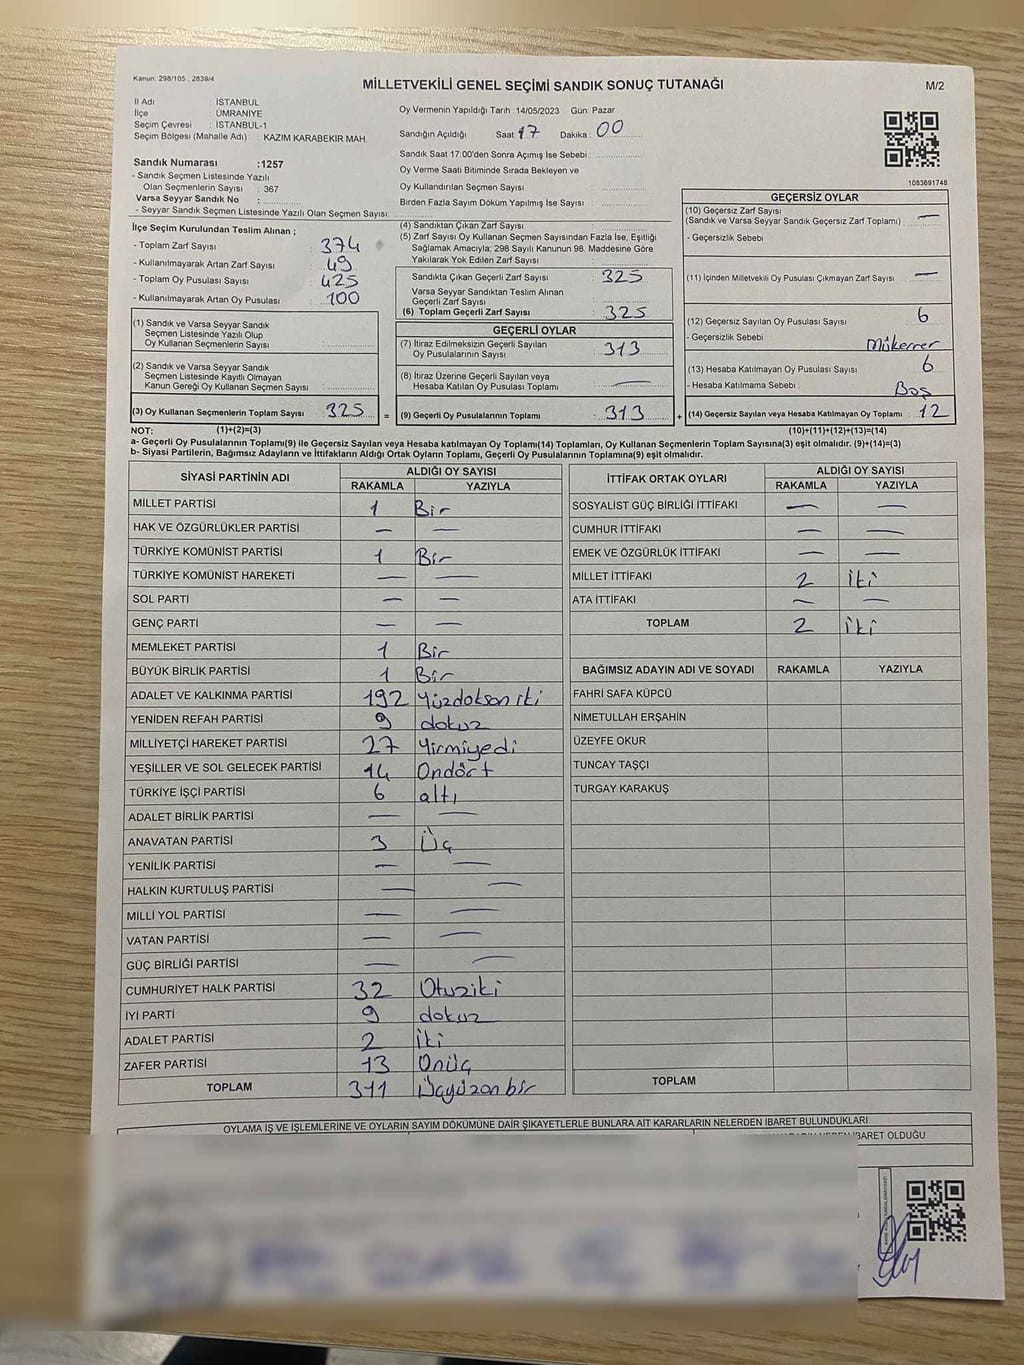 Kanun: 298/105 , 2839/4
MİLLETVEKİLİ GENEL SEÇİMİ SANDIK SONUÇ TUTANAĞI
M/2
İl Adı : İSTANBUL
İlçe : ÜMRANİYE
Seçim Çevresi : İSTANBUL-1
Seçim Bölgesi (Mahalle Adı) : KAZIM KARABEKİR MAH.
Sandık Numarası :1257
- Sandık Seçmen Listesinde Yazılı
Olan Seçmenlerin Sayısı : 367
Varsa Seyyar Sandık No :
- Seyyar Sandık Seçmen Listesinde Yazılı Olan Seçmen Sayısı:
Oy Vermenin Yapıldığı Tarih :14/05/2023 Gün: Pazar
Sandığın Açıldığı Saat: 17 Dakika: 00
Sandık Saat 17:00'den Sonra Açımış İse Sebebi :
Oy Verme Saati Bitiminde Sırada Bekleyen ve
Oy Kullandırılan Seçmen Sayısı :
Birden Fazla Sayım Döküm Yapılmış İse Sayısı :
1083691748
İlçe Seçim Kurulundan Teslim Alınan ;
- Toplam Zarf Sayısı : 374
- Kullanılmayarak Artan Zarf Sayısı : 49
- Toplam Oy Pusulası Sayısı : 425
- Kullanılmayarak Artan Oy Pusulası : 100
(4) Sandıktan Çıkan Zarf Sayısı :
(5) Zarf Sayısı Oy Kullanan Seçmen Sayısından Fazla İse, Eşitliği
Sağlamak Amacıyla; 298 Sayılı Kanunun 98. Maddesine Göre
Yakılarak Yok Edilen Zarf Sayısı :
Sandıkta Çıkan Geçerli Zarf Sayısı : 325
Varsa Seyyar Sandıktan Teslim Alınan
Geçerli Zarf Sayısı :
(6) Toplam Geçerli Zarf Sayısı : 325
GEÇERSİZ OYLAR
(10) Geçersiz Zarf Sayısı
(Sandık ve Varsa Seyyar Sandık Geçersiz Zarf Toplamı) : —
- Geçersizlik Sebebi
(11) İçinden Milletvekili Oy Pusulası Çıkmayan Zarf Sayısı : —
(12) Geçersiz Sayılan Oy Pusulası Sayısı : 6
- Geçersizlik Sebebi : Mükerrer
(13) Hesaba Katılmayan Oy Pusulası Sayısı : 6
- Hesaba Katılmama Sebebi : Boş
(14) Geçersiz Sayılan veya Hesaba Katılmayan Oy Toplamı : 12
(10)+(11)+(12)+(13)=(14)
(1) Sandık ve Varsa Seyyar Sandık
Seçmen Listesinde Yazılı Olup
Oy Kullanan Seçmenlerin Sayısı :
(2) Sandık ve Varsa Seyyar Sandık
Seçmen Listesinde Kayıtlı Olmayan
Kanun Gereği Oy Kullanan Seçmen Sayısı :
(3) Oy Kullanan Seçmenlerin Toplam Sayısı : 325 =
GEÇERLİ OYLAR
(7) İtiraz Edilmeksizin Geçerli Sayılan
Oy Pusulalarının Sayısı : 313
(8) İtiraz Üzerine Geçerli Sayılan veya
Hesaba Katılan Oy Pusulası Toplamı : —
(9) Geçerli Oy Pusulalarının Toplamı : 313 +
NOT: (1)+(2)=(3)
a- Geçerli Oy Pusulalarının Toplamı(9) ile Geçersiz Sayılan veya Hesaba katılmayan Oy Toplamı(14) Toplamları, Oy Kullanan Seçmenlerin Toplam Sayısına(3) eşit olmalıdır. (9)+(14)=(3)
b- Siyasi Partilerin, Bağımsız Adayların ve İttifakların Aldığı Ortak Oyların Toplamı, Geçerli Oy Pusulalarının Toplamına(9) eşit olmalıdır.
SİYASİ PARTİNİN ADI ALDIĞI OY SAYISI
RAKAMLA YAZIYLA
MİLLET PARTİSİ 1 Bir
HAK VE ÖZGÜRLÜKLER PARTİSİ — —
TÜRKİYE KOMÜNİST PARTİSİ 1 Bir
TÜRKİYE KOMÜNİST HAREKETİ — —
SOL PARTİ — —
GENÇ PARTİ — —
MEMLEKET PARTİSİ 1 Bir
BÜYÜK BİRLİK PARTİSİ 1 Bir
ADALET VE KALKINMA PARTİSİ 192 Yüzdoksan iki
YENİDEN REFAH PARTİSİ 9 dokuz
MİLLİYETÇİ HAREKET PARTİSİ 27 Yirmiyedi
YEŞİLLER VE SOL GELECEK PARTİSİ 14 Ondört
TÜRKİYE İŞÇİ PARTİSİ 6 altı
ADALET BİRLİK PARTİSİ — —
ANAVATAN PARTİSİ 3 Üç
YENİLİK PARTİSİ — —
HALKIN KURTULUŞ PARTİSİ — —
MİLLİ YOL PARTİSİ — —
VATAN PARTİSİ — —
GÜÇ BİRLİĞİ PARTİSİ — —
CUMHURİYET HALK PARTİSİ 32 Otuziki
İYİ PARTİ 9 dokuz
ADALET PARTİSİ 2 İki
ZAFER PARTİSİ 13 Onüç
TOPLAM 311 Üçyüzonbir
İTTİFAK ORTAK OYLARI ALDIĞI OY SAYISI
RAKAMLA YAZIYLA
SOSYALİST GÜÇ BİRLİĞİ İTTİFAKI — —
CUMHUR İTTİFAKI — —
EMEK VE ÖZGÜRLÜK İTTİFAKI — —
MİLLET İTTİFAKI 2 İki
ATA İTTİFAKI — —
TOPLAM 2 İki
BAĞIMSIZ ADAYIN ADI VE SOYADI RAKAMLA YAZIYLA
FAHRİ SAFA KÜPCÜ
NİMETULLAH ERŞAHİN
ÜZEYFE OKUR
TUNCAY TAŞÇI
TURGAY KARAKUŞ
TOPLAM
OYLAMA İŞ VE İŞLEMLERİNE VE OYLARIN SAYIM DÖKÜMÜNE DAİR ŞİKAYETLERLE BUNLARA AİT KARARLARIN NELERDEN İBARET BULUNDUKLARI
İBARET OLDUĞU